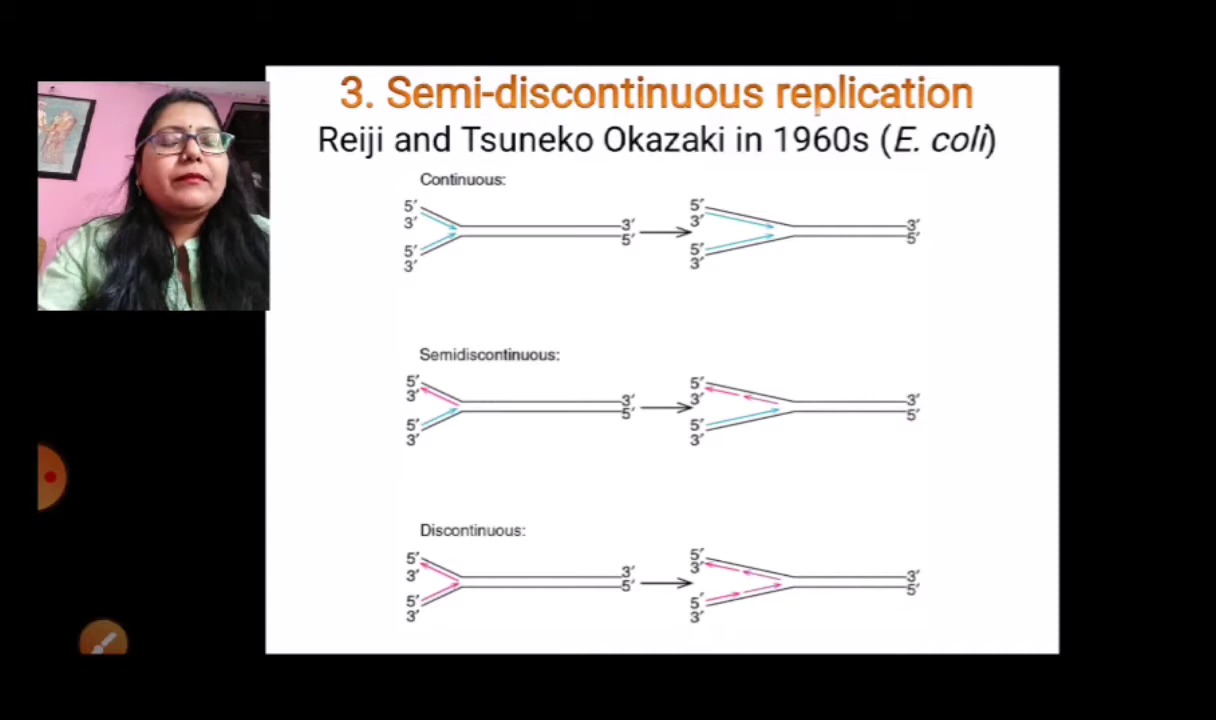 3. Semi-discontinuous replication
Reiji and Tsuneko Okazaki in 1960s (E. coli)
Continuous:
5′ 5′
3′ 3′ 3′ 3′
5′ 5′ 5′ 5′
3′ 3′
Semidiscontinuous:
5′ 5′
3′ 3′ 3′ 3′
5′ 5′ 5′ 5′
3′ 3′
Discontinuous:
5′ 5′
3′ 3′ 3′ 3′
5′ 5′ 5′ 5′
3′ 3′